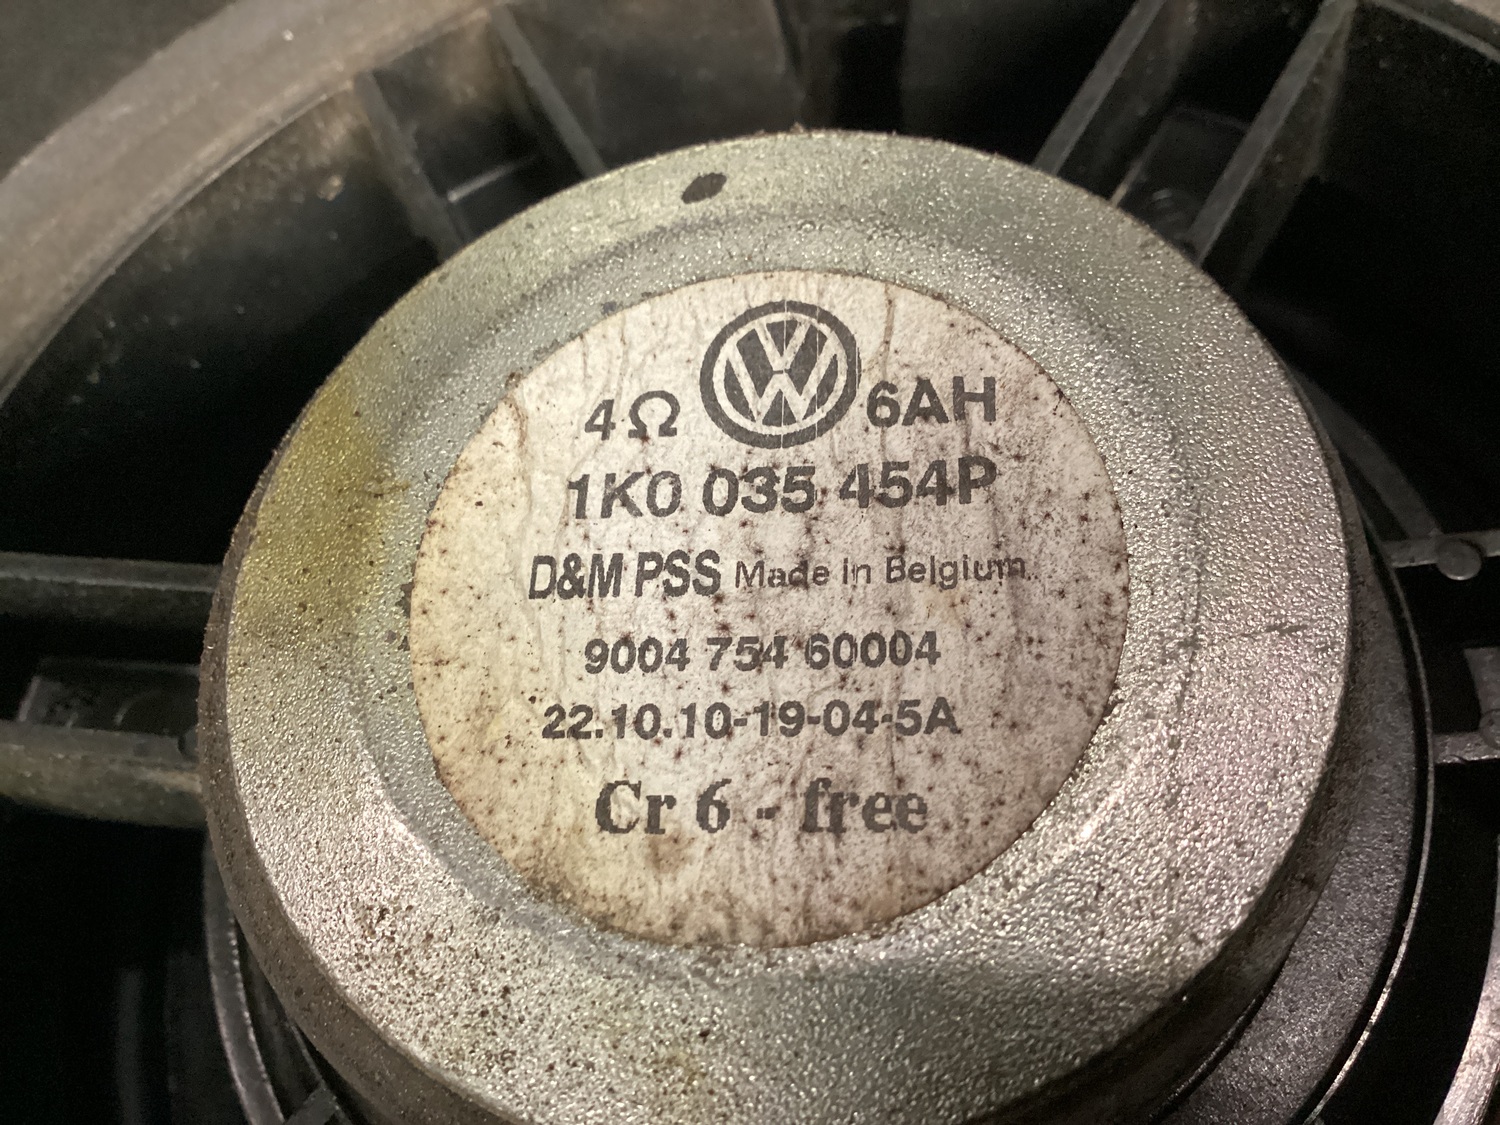 4Ω VW 6AH
1K0 035 454P
D&M PSS Made in Belgium
9004 754 60004
22.10.10-19-04-5A
Cr 6 - free